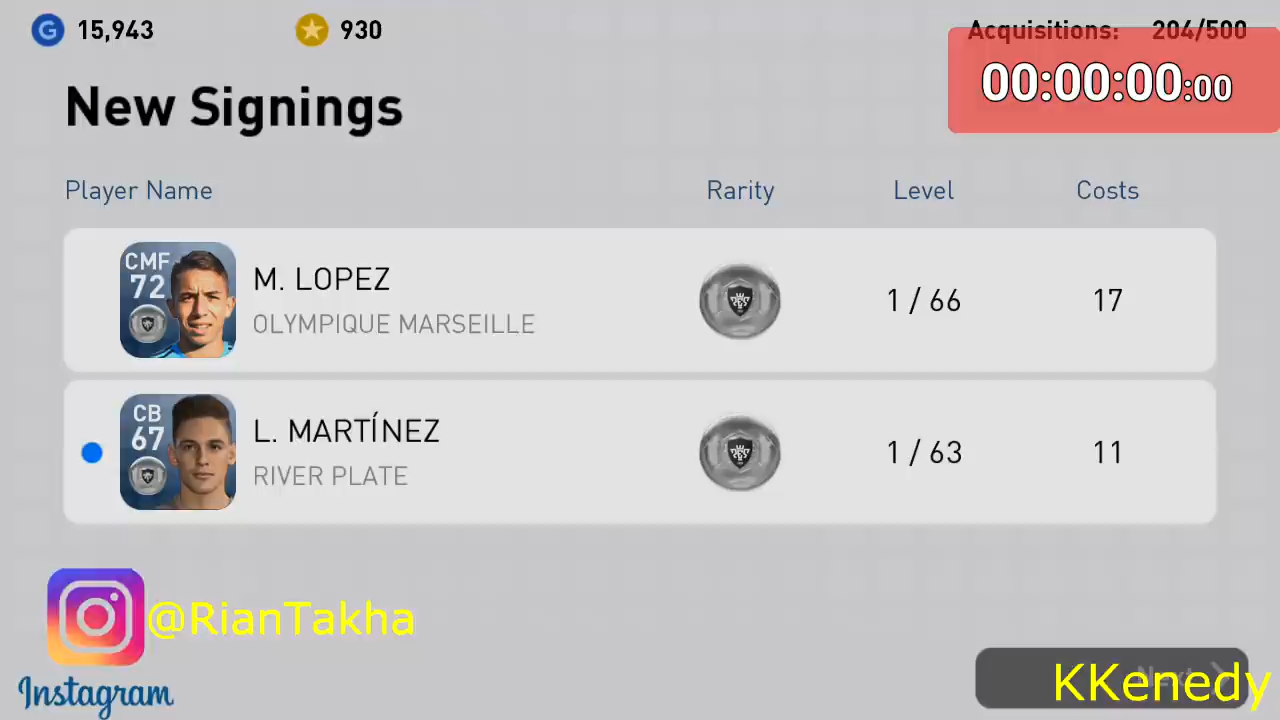 15,943
930
Acquisitions: 204/500
00:00:00:00
New Signings
Player Name Rarity Level Costs
CMF
72
M. LOPEZ
OLYMPIQUE MARSEILLE
1 / 66
17
CB
67
L. MARTÍNEZ
RIVER PLATE
1 / 63
11
@RianTakha
Instagram
Next
KKenedy